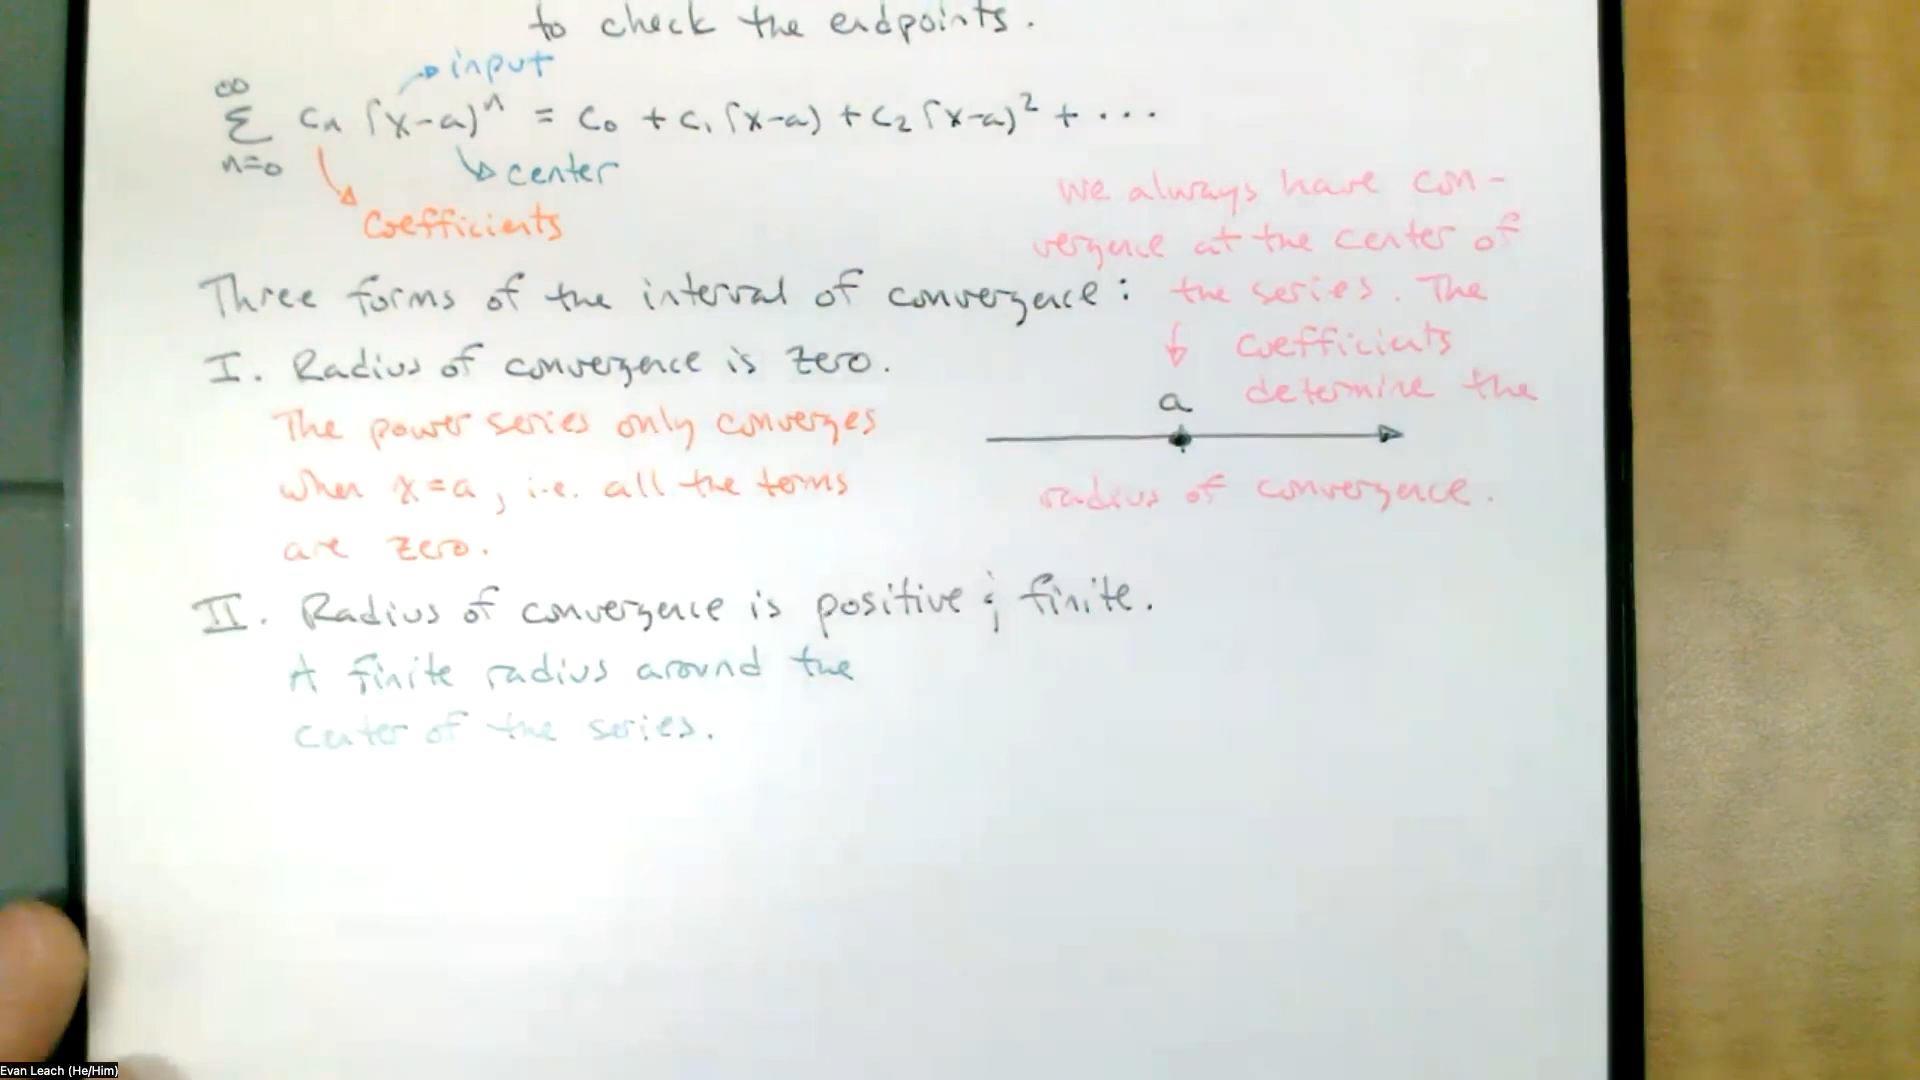 to check the endpoints.
input
∞
Σ cn (x-a)^n = c0 + c1(x-a) + c2(x-a)^2 + ...
n=0
center
coefficients
we always have con-
vergence at the center of
Three forms of the interval of convergence:
the series. The
coefficients
I. Radius of convergence is zero.
determine the
a
The power series only converges
when x=a, i.e. all the terms
radius of convergence.
are zero.
II. Radius of convergence is positive & finite.
A finite radius around the
center of the series.
Evan Leach (He/Him)